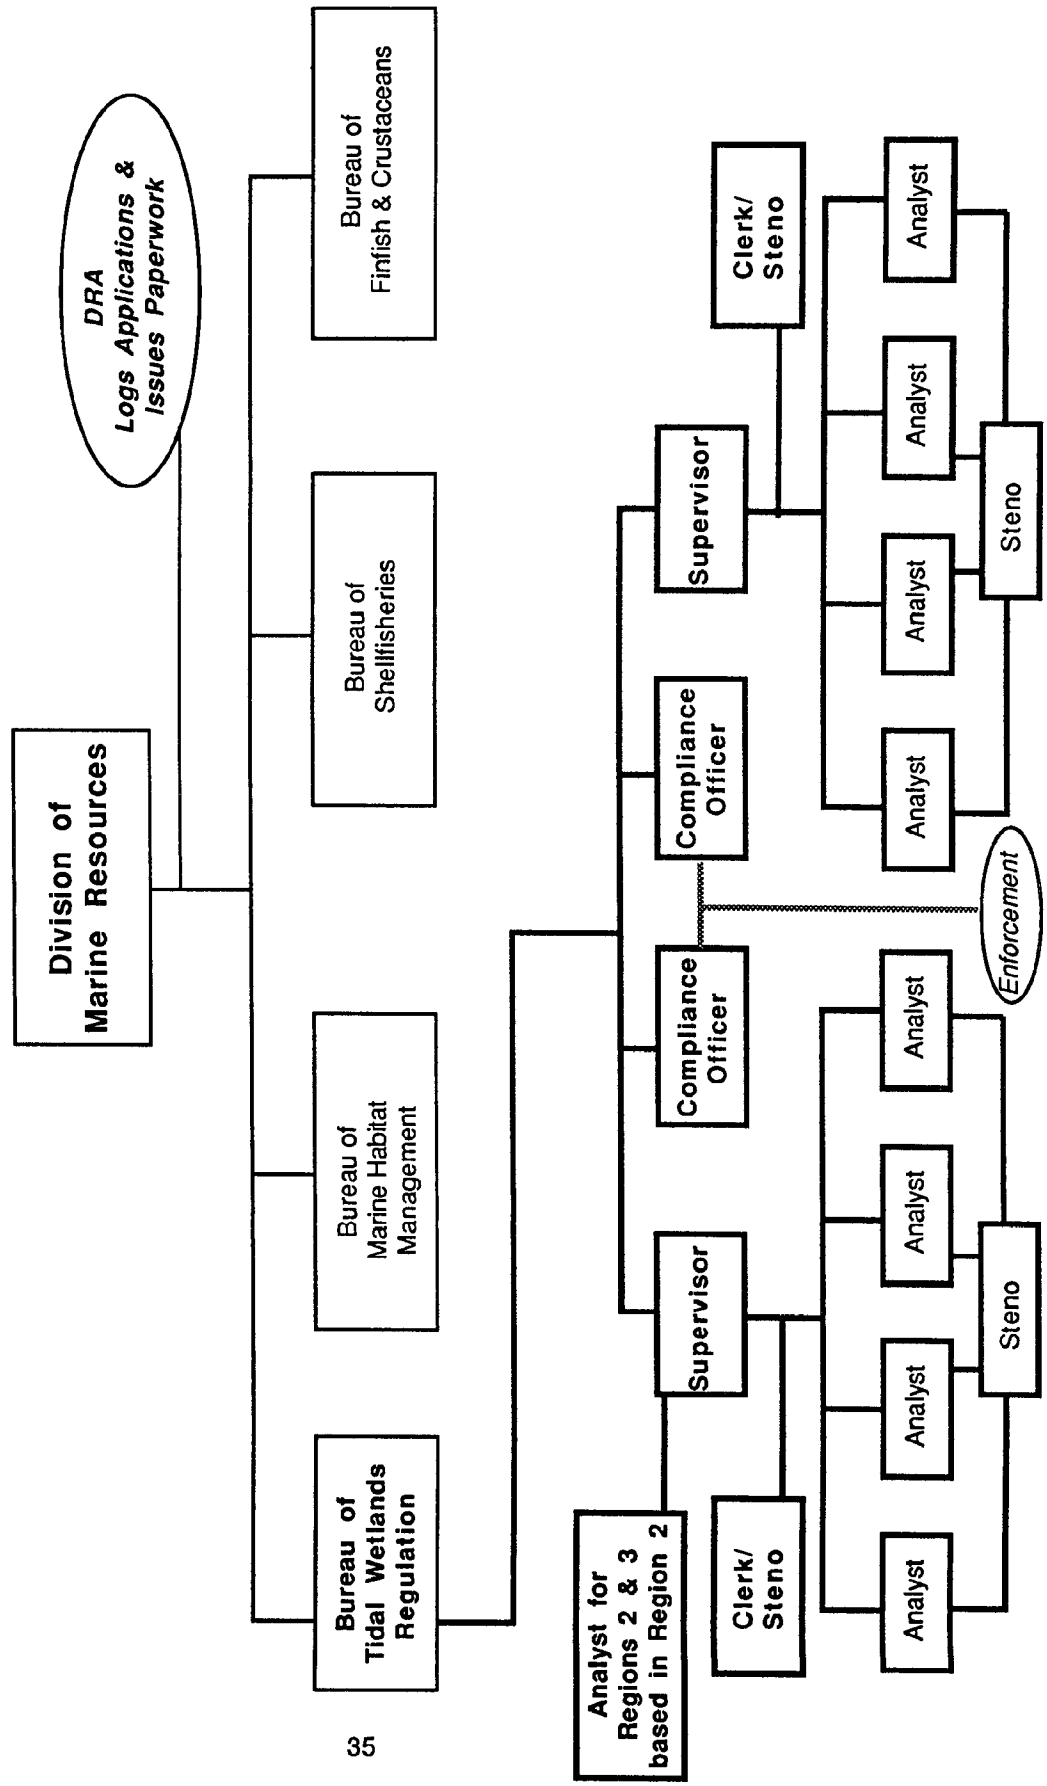 DRA
Logs Applications &
Issues Paperwork
Division of
Marine Resources
Bureau of
Tidal Wetlands
Regulation
Bureau of
Marine Habitat
Management
Bureau of
Shellfisheries
Bureau of
Finfish & Crustaceans
Analyst for
Regions 2 & 3
based in Region 2
Supervisor
Compliance
Officer
Compliance
Officer
Supervisor
Clerk/
Steno
Clerk/
Steno
Analyst
Analyst
Analyst
Analyst
Analyst
Analyst
Analyst
Analyst
Steno
Enforcement
Steno
35